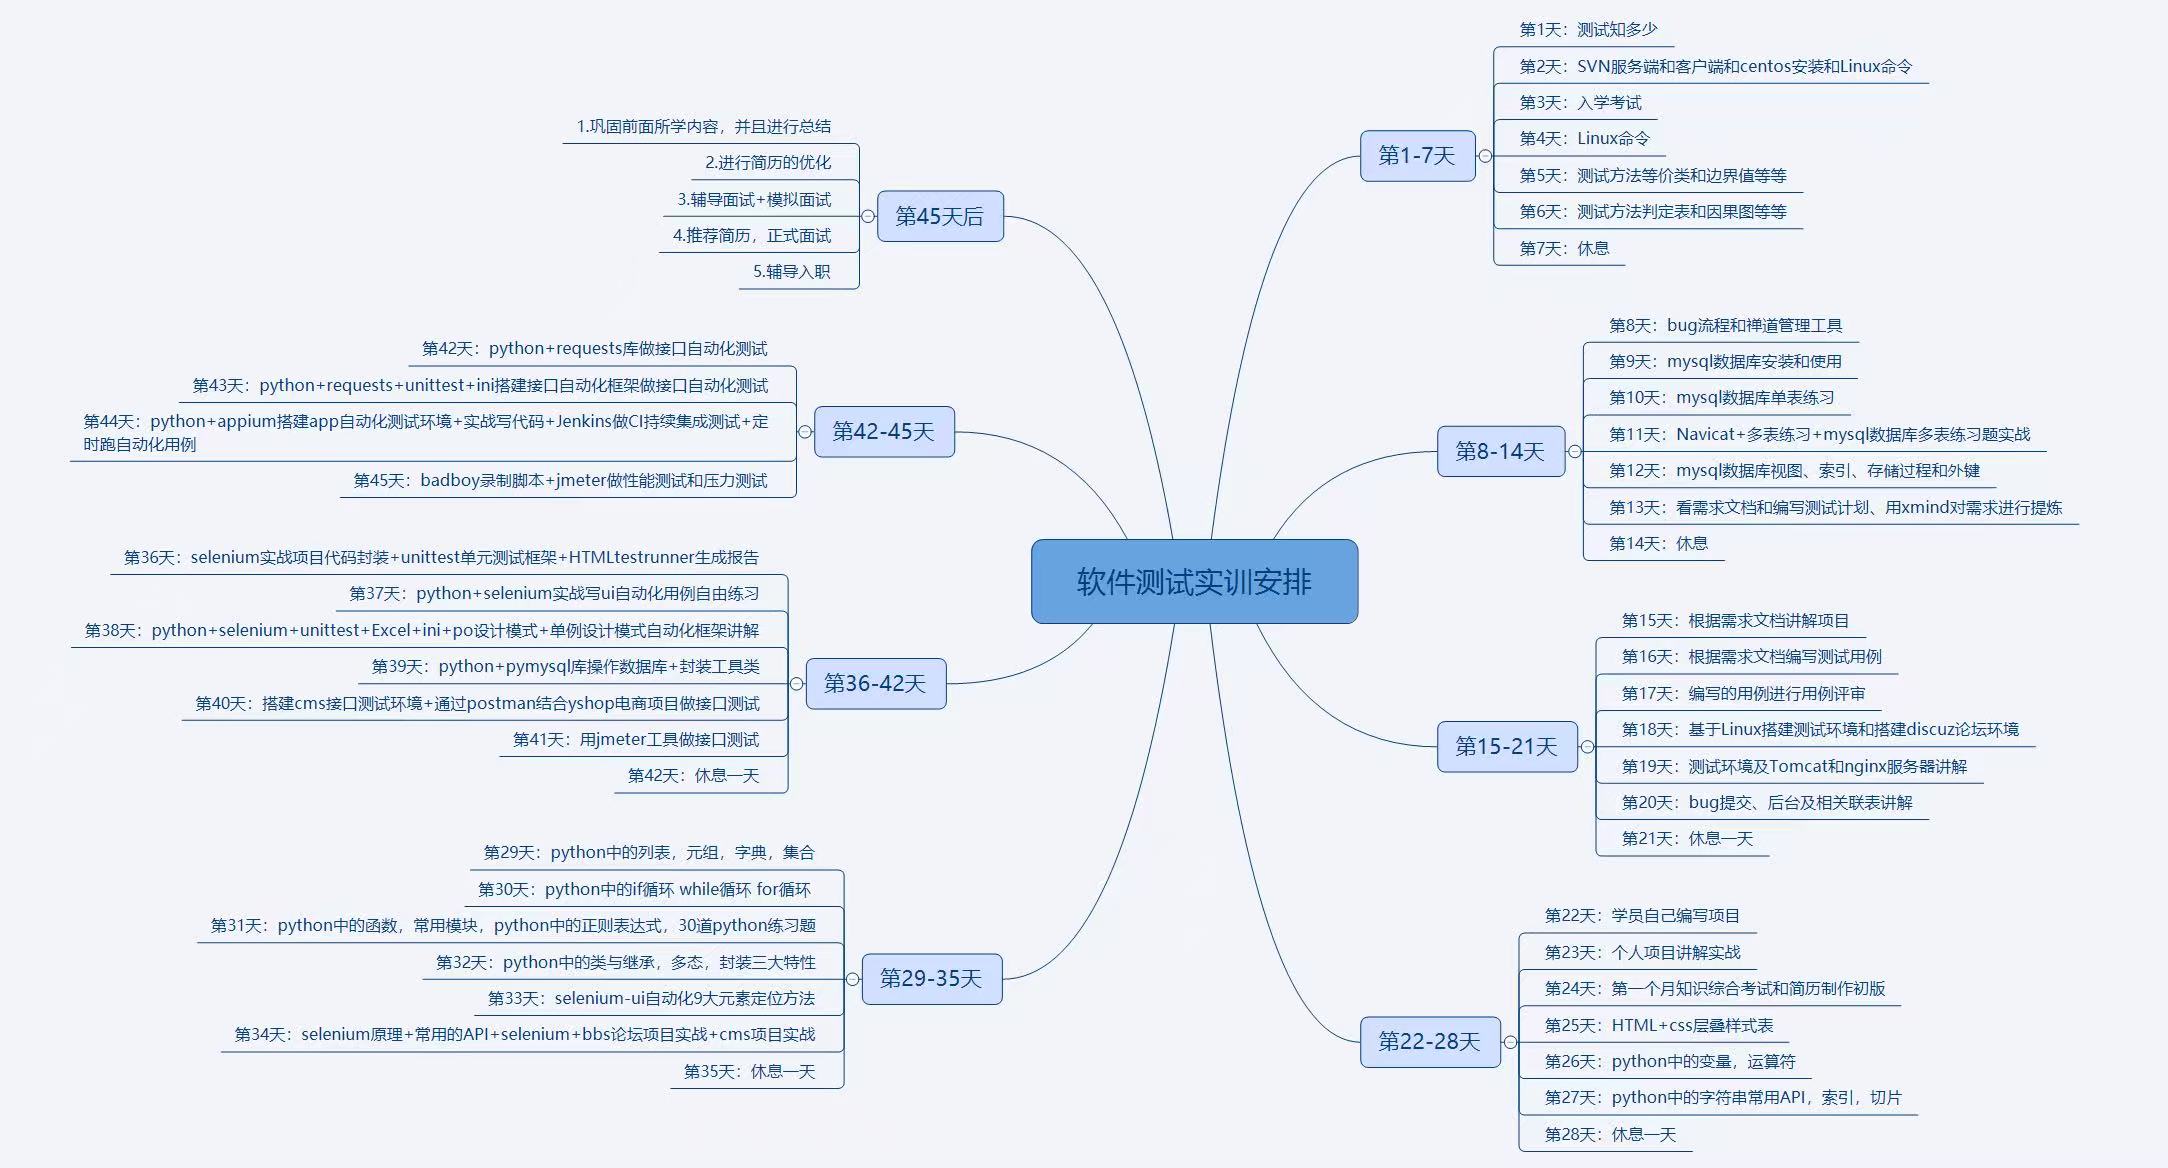 软件测试实训安排
第1-7天
第1天：测试知多少
第2天：SVN服务端和客户端和centos安装和Linux命令
第3天：入学考试
第4天：Linux命令
第5天：测试方法等价类和边界值等等
第6天：测试方法判定表和因果图等等
第7天：休息
第8-14天
第8天：bug流程和禅道管理工具
第9天：mysql数据库安装和使用
第10天：mysql数据库单表练习
第11天：Navicat+多表练习+mysql数据库多表练习题实战
第12天：mysql数据库视图、索引、存储过程和外键
第13天：看需求文档和编写测试计划、用xmind对需求进行提炼
第14天：休息
第15-21天
第15天：根据需求文档讲解项目
第16天：根据需求文档编写测试用例
第17天：编写的用例进行用例评审
第18天：基于Linux搭建测试环境和搭建discuz论坛环境
第19天：测试环境及Tomcat和nginx服务器讲解
第20天：bug提交、后台及相关联表讲解
第21天：休息一天
第22-28天
第22天：学员自己编写项目
第23天：个人项目讲解实战
第24天：第一个月知识综合考试和简历制作初版
第25天：HTML+css层叠样式表
第26天：python中的变量，运算符
第27天：python中的字符串常用API，索引，切片
第28天：休息一天
第29-35天
第29天：python中的列表，元组，字典，集合
第30天：python中的if循环 while循环 for循环
第31天：python中的函数，常用模块，python中的正则表达式，30道python练习题
第32天：python中的类与继承，多态，封装三大特性
第33天：selenium-ui自动化9大元素定位方法
第34天：selenium原理+常用的API+selenium+bbs论坛项目实战+cms项目实战
第35天：休息一天
第36-42天
第36天：selenium实战项目代码封装+unittest单元测试框架+HTMLtestrunner生成报告
第37天：python+selenium实战写ui自动化用例自由练习
第38天：python+selenium+unittest+Excel+ini+po设计模式+单例设计模式自动化框架讲解
第39天：python+pymysql库操作数据库+封装工具类
第40天：搭建cms接口测试环境+通过postman结合yshop电商项目做接口测试
第41天：用jmeter工具做接口测试
第42天：休息一天
第42-45天
第42天：python+requests库做接口自动化测试
第43天：python+requests+unittest+ini搭建接口自动化框架做接口自动化测试
第44天：python+appium搭建app自动化测试环境+实战写代码+Jenkins做CI持续集成测试+定
时跑自动化用例
第45天：badboy录制脚本+jmeter做性能测试和压力测试
第45天后
1.巩固前面所学内容，并且进行总结
2.进行简历的优化
3.辅导面试+模拟面试
4.推荐简历，正式面试
5.辅导入职